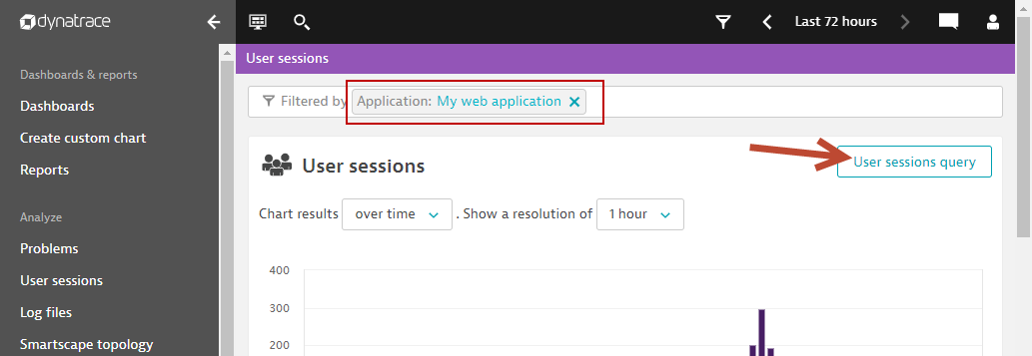 dynatrace
Last 72 hours
Dashboards & reports
Dashboards
Create custom chart
Reports
Analyze
Problems
User sessions
Log files
Smartscape topology
User sessions
Filtered by Application: My web application
User sessions
User sessions query
Chart results over time . Show a resolution of 1 hour
400
300
200